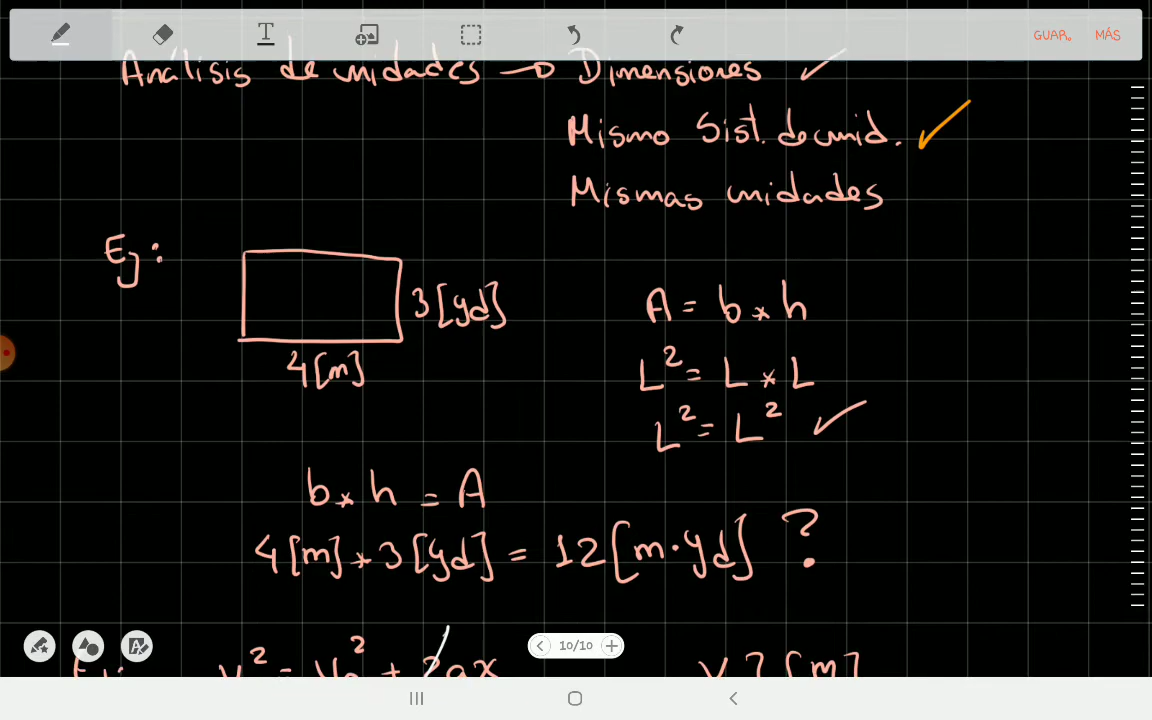 GUAR. MÁS
Análisis de unidades → Dimensiones ✓
Mismo Sist. de unid. ✓
Mismas unidades
Ej:
3[yd]
4[m]
A = b * h
L² = L * L
L² = L² ✓
b * h = A
4[m] * 3[yd] = 12[m·yd] ?
10/10